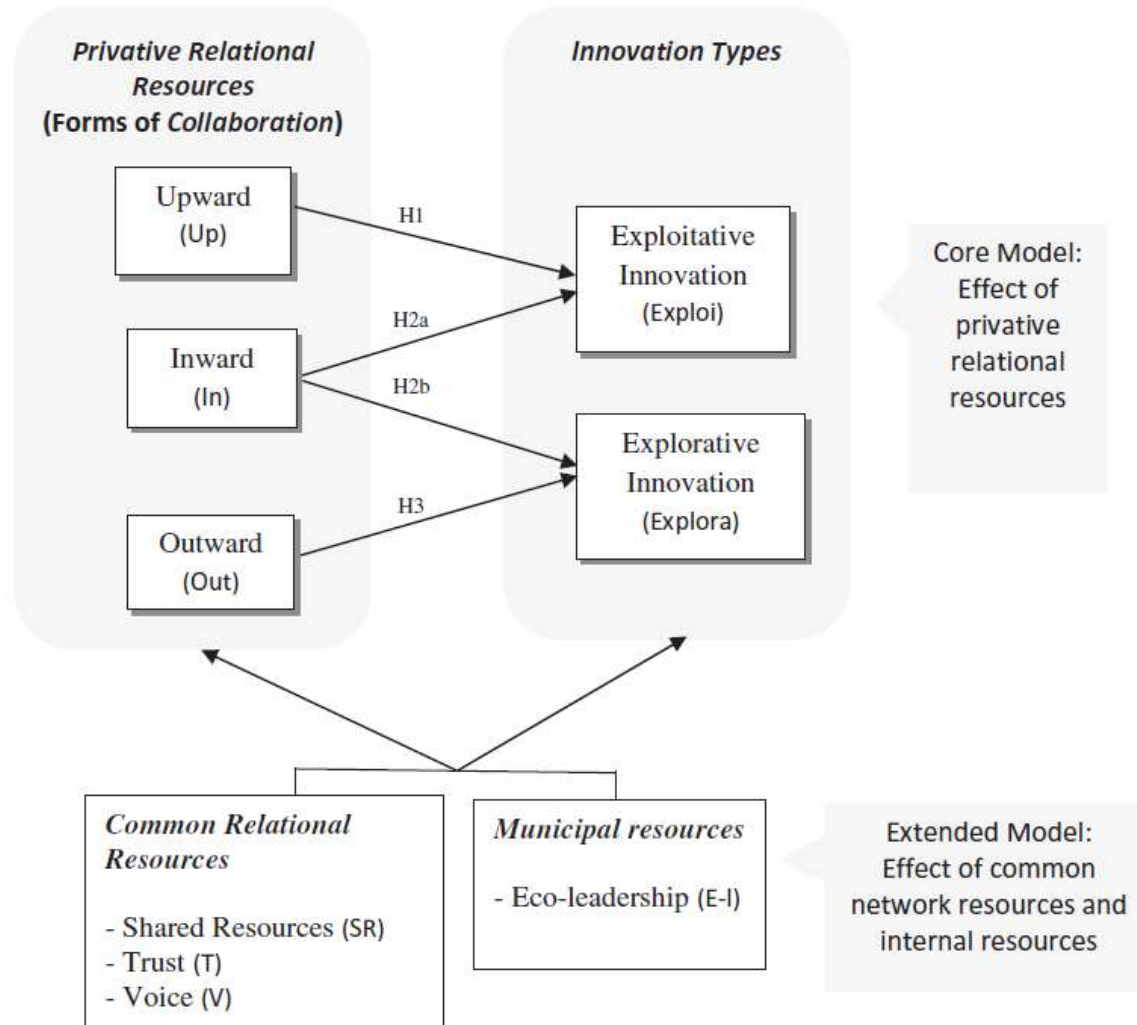 Privative Relational
Resources
(Forms of Collaboration)
Innovation Types
Upward
(Up)
H1
Exploitative
Innovation
(Exploi)
Core Model:
Effect of
privative
relational
resources
Inward
(In)
H2a
H2b
Explorative
Innovation
(Explora)
Outward
(Out)
H3
Common Relational
Resources
- Shared Resources (SR)
- Trust (T)
- Voice (V)
Municipal resources
- Eco-leadership (E-l)
Extended Model:
Effect of common
network resources and
internal resources